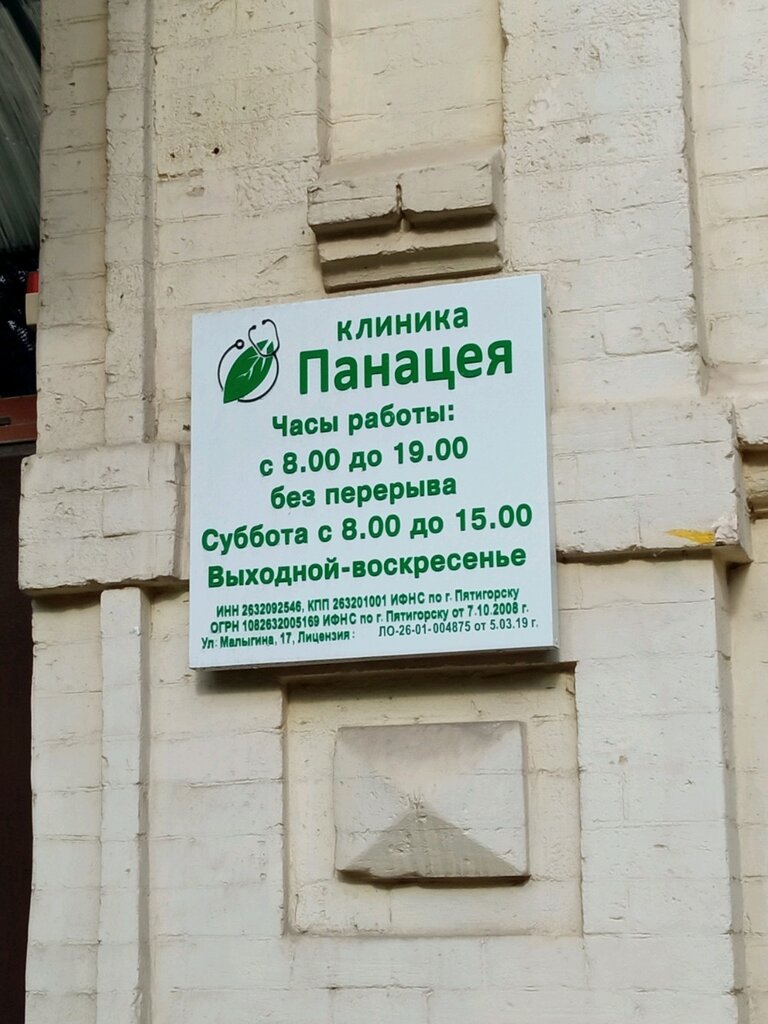 клиника
Панацея
Часы работы:
с 8.00 до 19.00
без перерыва
Суббота с 8.00 до 15.00
Выходной-воскресенье
ИНН 2632092546, КПП 263201001 ИФНС по г. Пятигорску
ОГРН 1082632005169 ИФНС по г. Пятигорску от 7.10.2008 г.
Ул: Малыгина, 17, Лицензия: ЛО-26-01-004875 от 5.03.19 г.